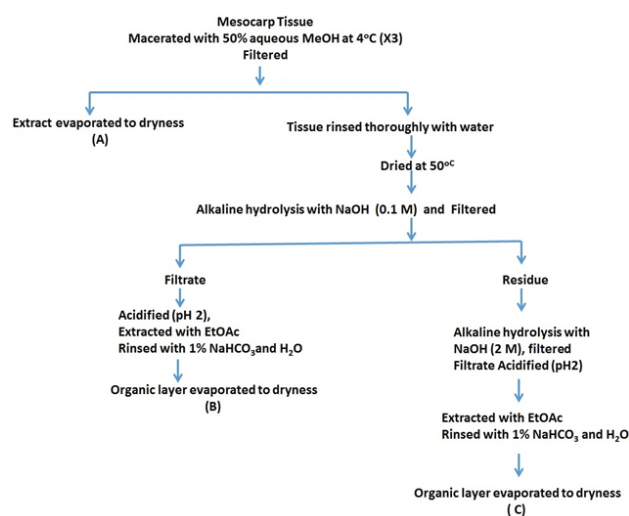 Mesocarp Tissue
Macerated with 50% aqueous MeOH at 4°C (X3)
Filtered
Extract evaporated to dryness
(A)
Tissue rinsed thoroughly with water
Dried at 50°C
Alkaline hydrolysis with NaOH (0.1 M) and Filtered
Filtrate
Acidified (pH 2),
Extracted with EtOAc
Rinsed with 1% NaHCO₃and H₂O
Organic layer evaporated to dryness
(B)
Residue
Alkaline hydrolysis with
NaOH (2 M), filtered
Filtrate Acidified (pH2)
Extracted with EtOAc
Rinsed with 1% NaHCO₃ and H₂O
Organic layer evaporated to dryness
( C)